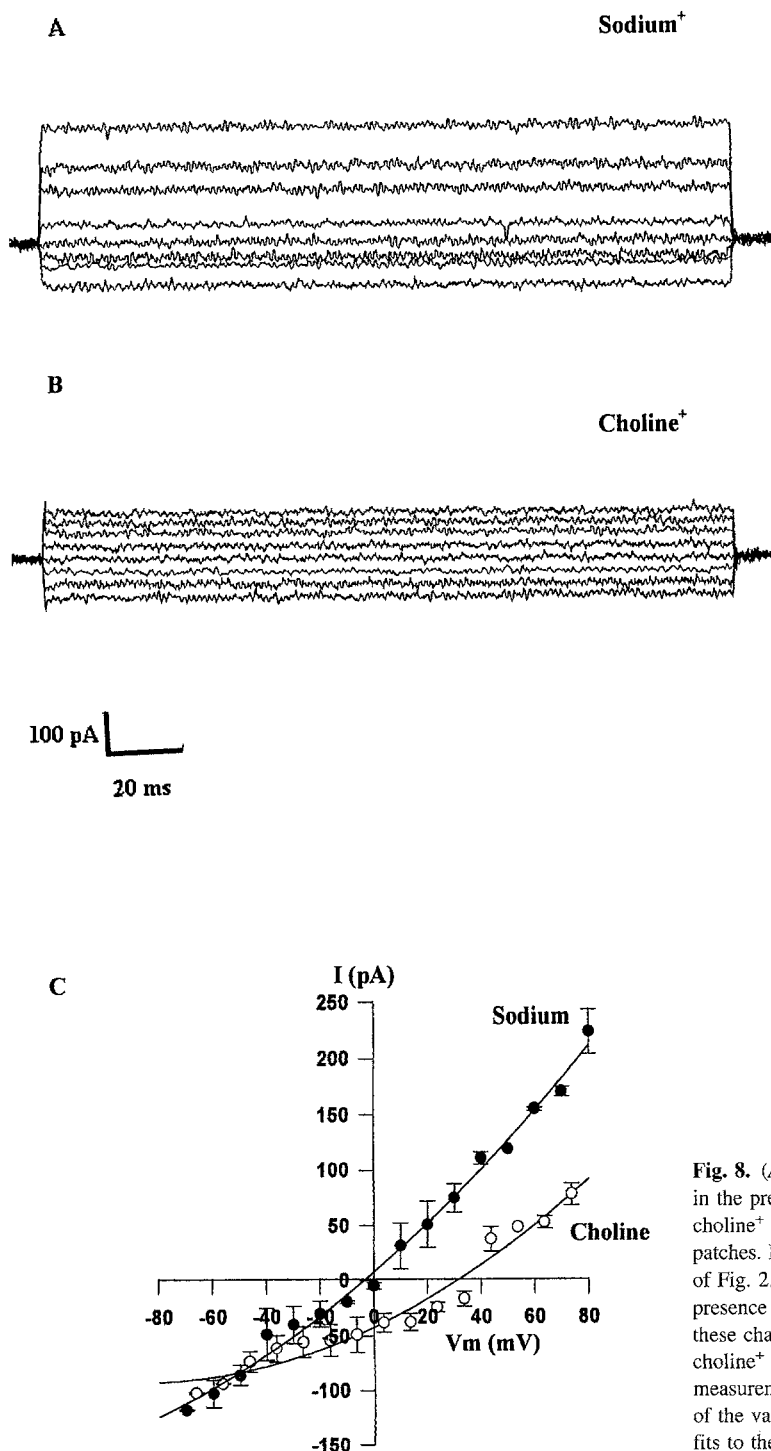 A
Sodium⁺
B
Choline⁺
100 pA
20 ms
C
I (pA)
250
Sodium
200
150
100
50
Choline
0
-80 -60 -40 -20 0 20 40 60 80
-50
Vm (mV)
-100
-150
Fig. 8. (
in the pre
choline⁺
patches.
of Fig. 2.
presence
these cha
choline⁺
measuremen
of the va
fits to the